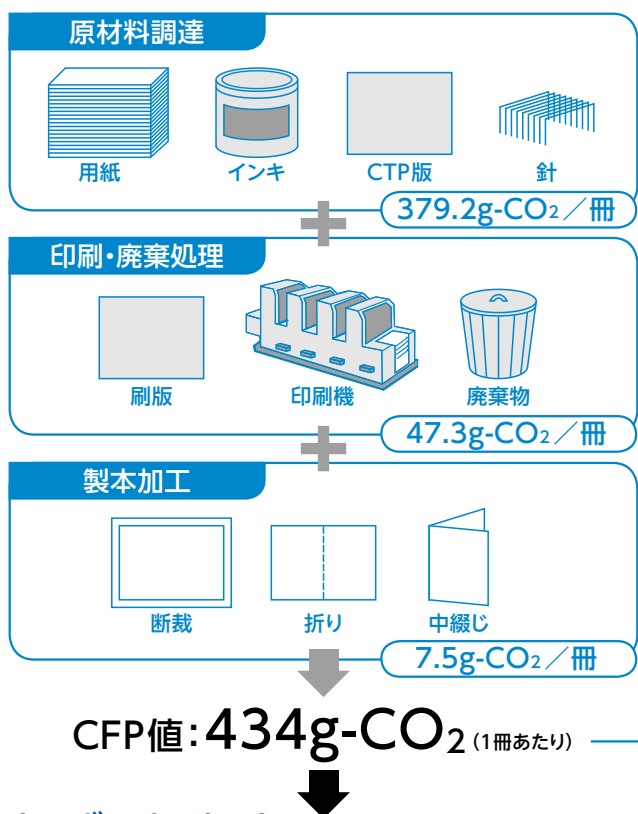 原材料調達
用紙 インキ CTP版 針
379.2g-CO₂/冊
印刷・廃棄処理
刷版 印刷機 廃棄物
47.3g-CO₂/冊
製本加工
断裁 折り 中綴じ
7.5g-CO₂/冊
CFP値:434g-CO₂(1冊あたり)